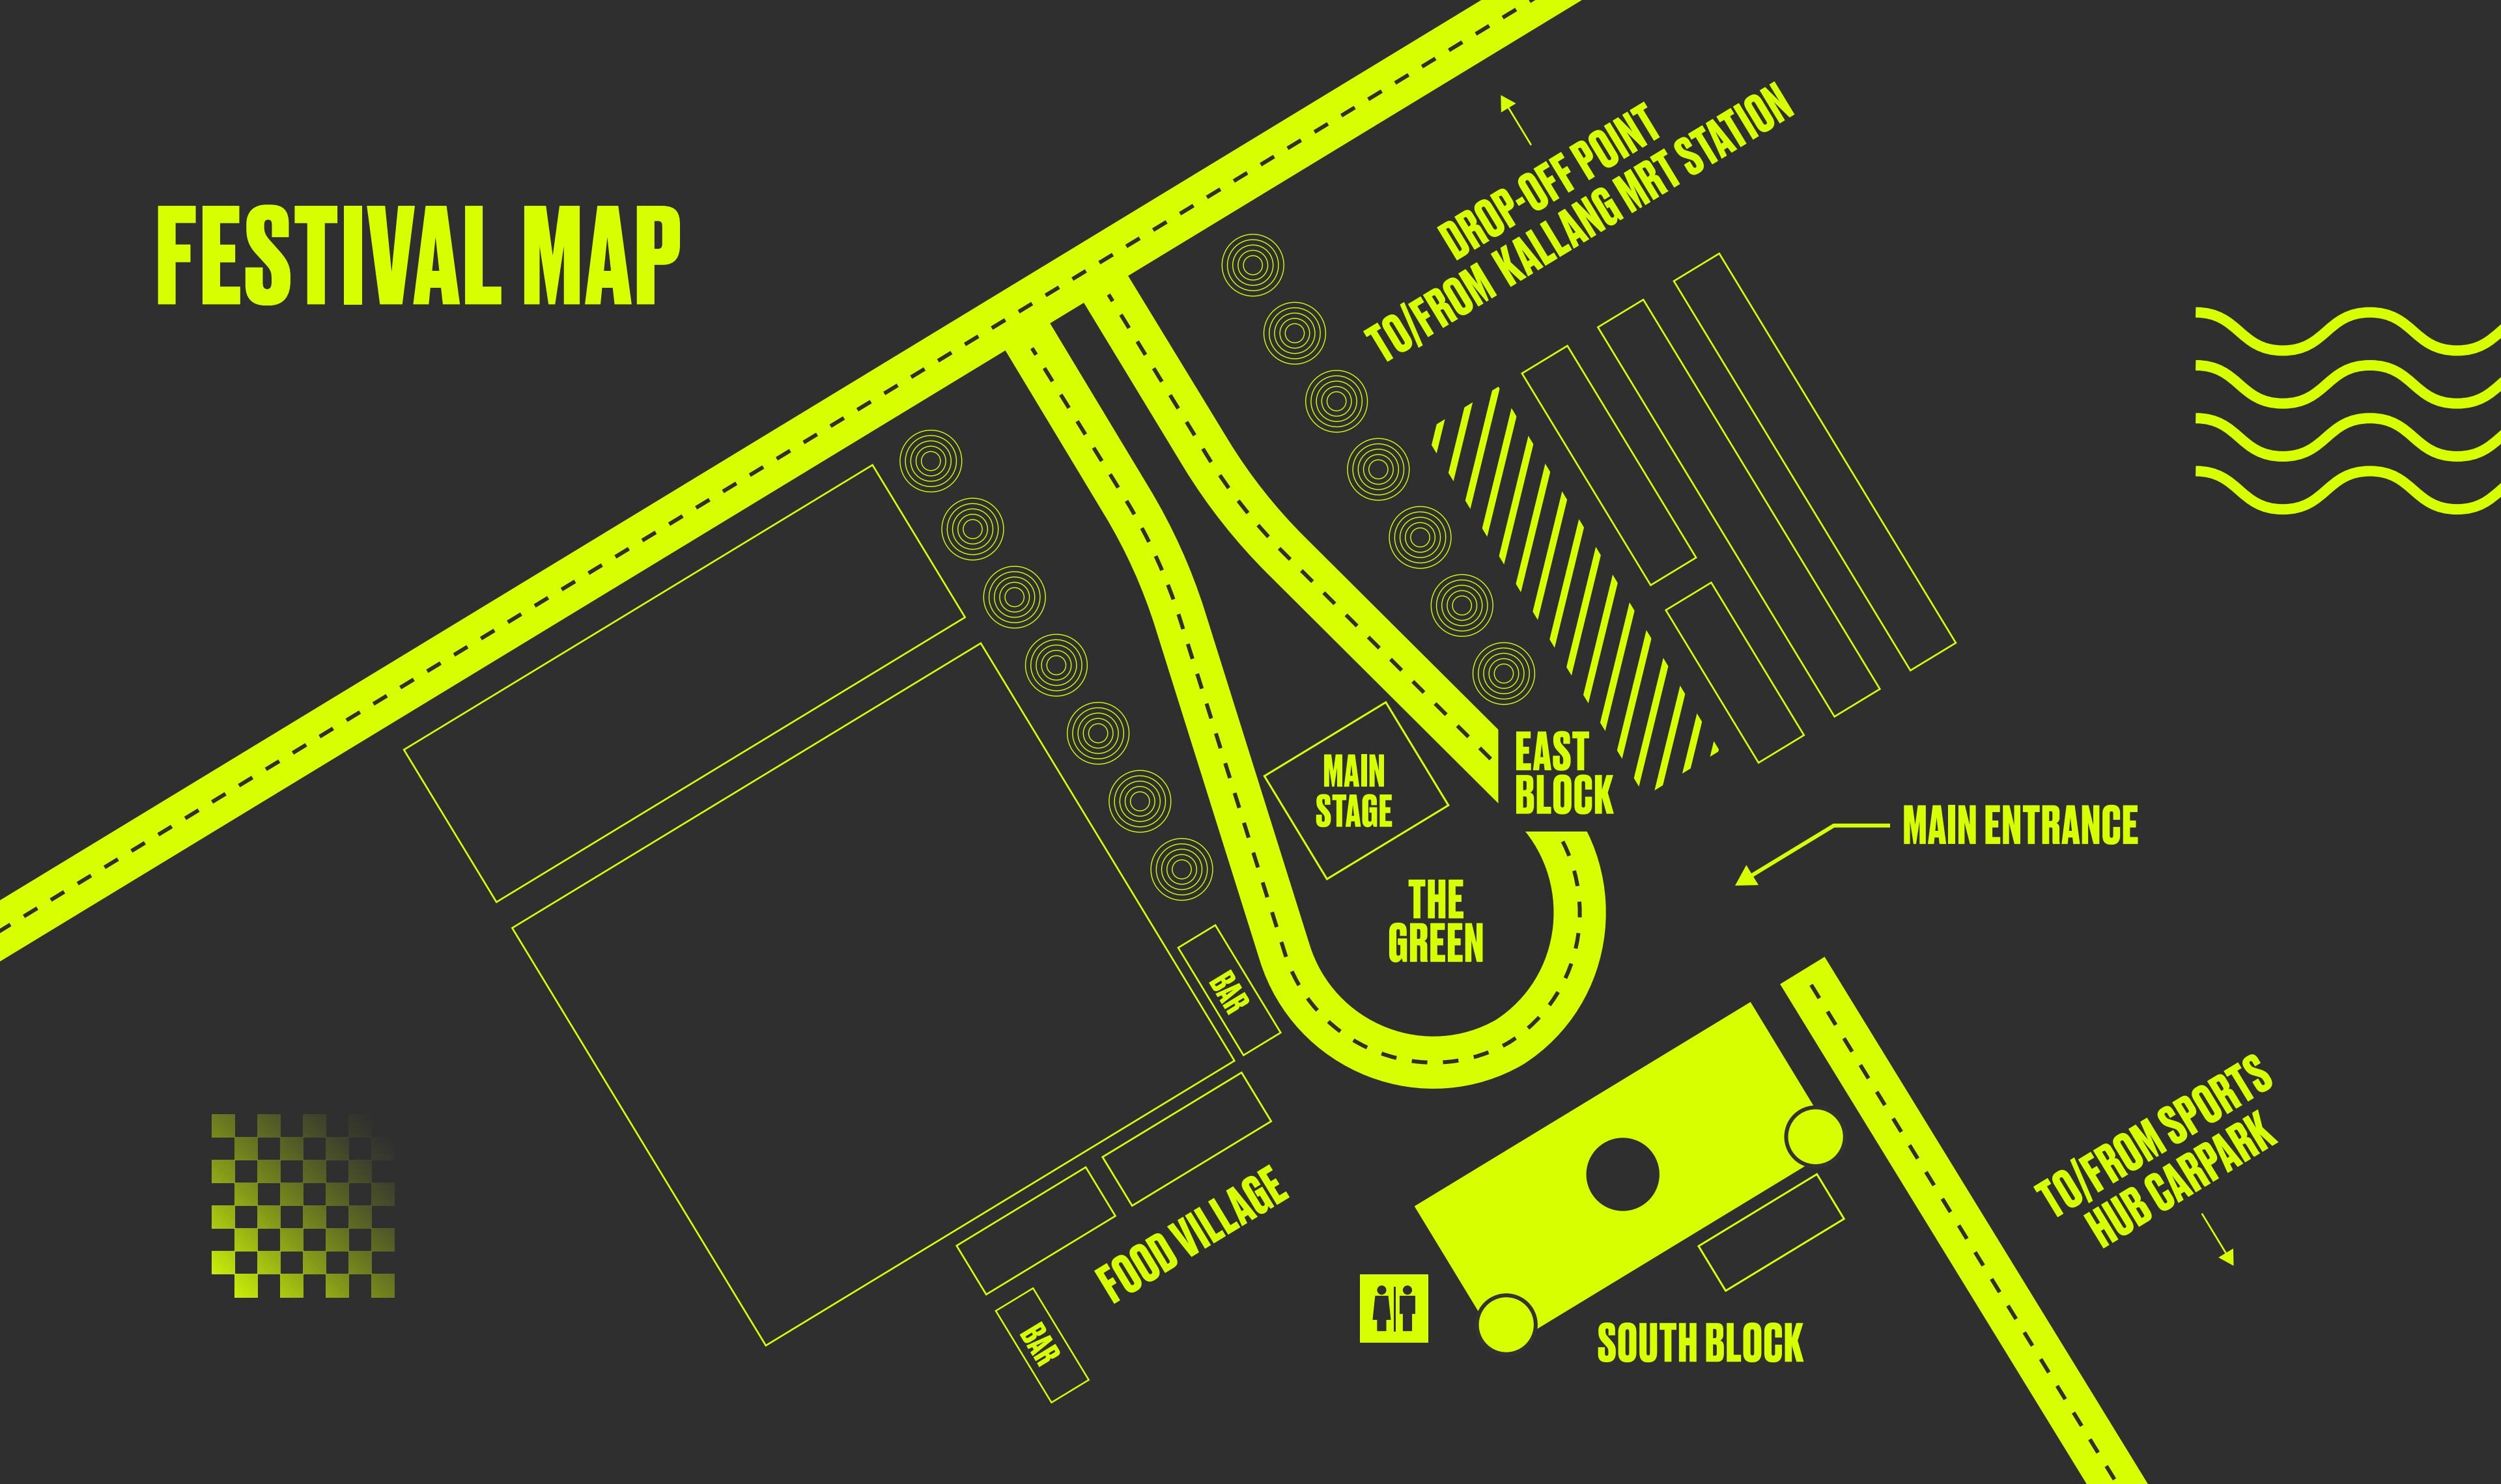 FESTIVAL MAP
DROP-OFF POINT
TO/FROM KALLANG MRT STATION
MAIN
STAGE
EAST
BLOCK
MAIN ENTRANCE
THE
GREEN
BAR
FOOD VILLAGE
BAR
SOUTH BLOCK
TO/FROM SPORTS
HUB CARPARK